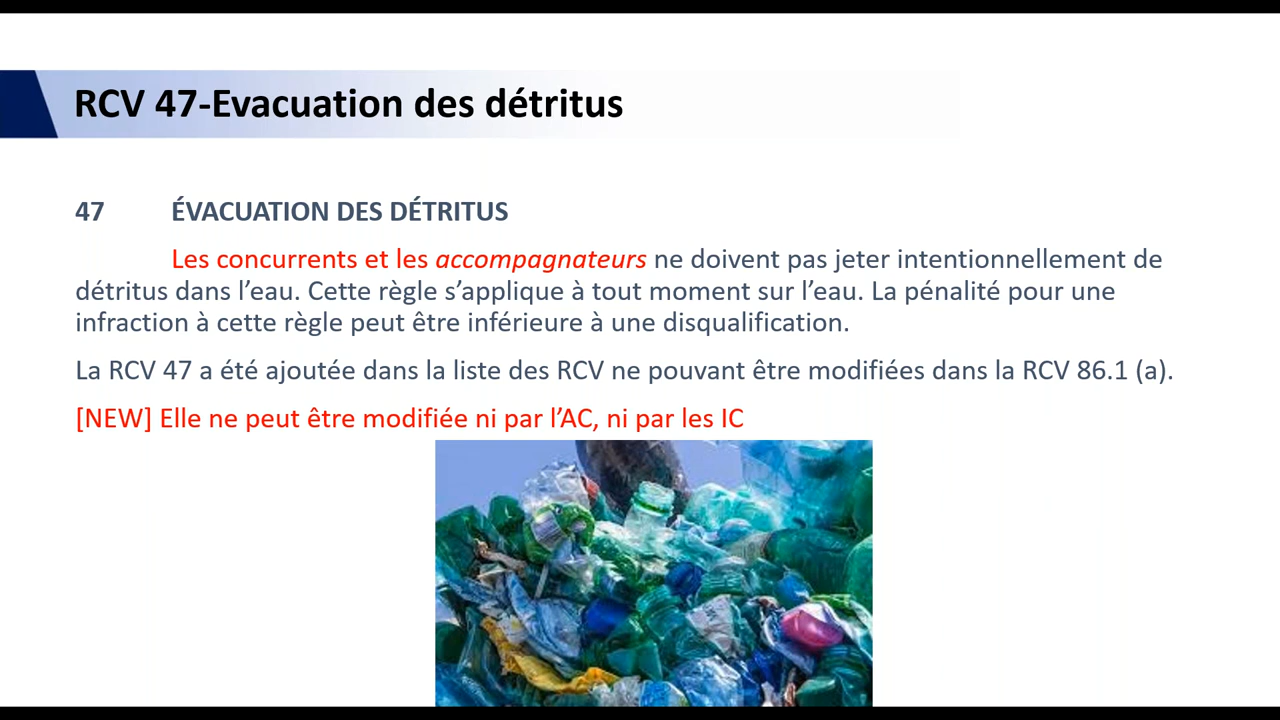 RCV 47-Evacuation des détritus
47 ÉVACUATION DES DÉTRITUS
Les concurrents et les accompagnateurs ne doivent pas jeter intentionnellement de
détritus dans l’eau. Cette règle s’applique à tout moment sur l’eau. La pénalité pour une
infraction à cette règle peut être inférieure à une disqualification.
La RCV 47 a été ajoutée dans la liste des RCV ne pouvant être modifiées dans la RCV 86.1 (a).
[NEW] Elle ne peut être modifiée ni par l’AC, ni par les IC